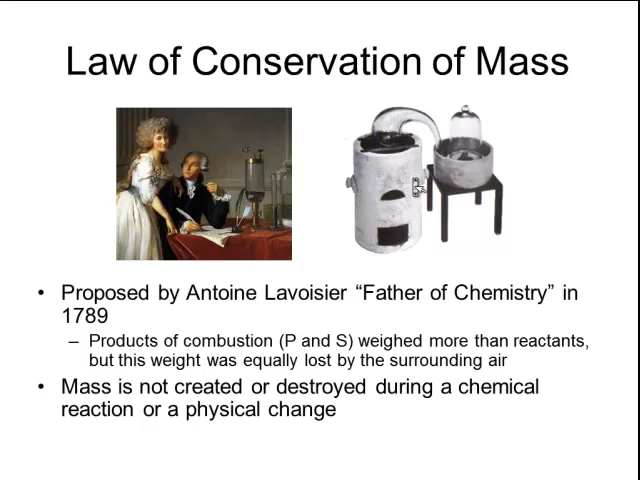 Law of Conservation of Mass
• Proposed by Antoine Lavoisier “Father of Chemistry” in
1789
– Products of combustion (P and S) weighed more than reactants,
but this weight was equally lost by the surrounding air
• Mass is not created or destroyed during a chemical
reaction or a physical change